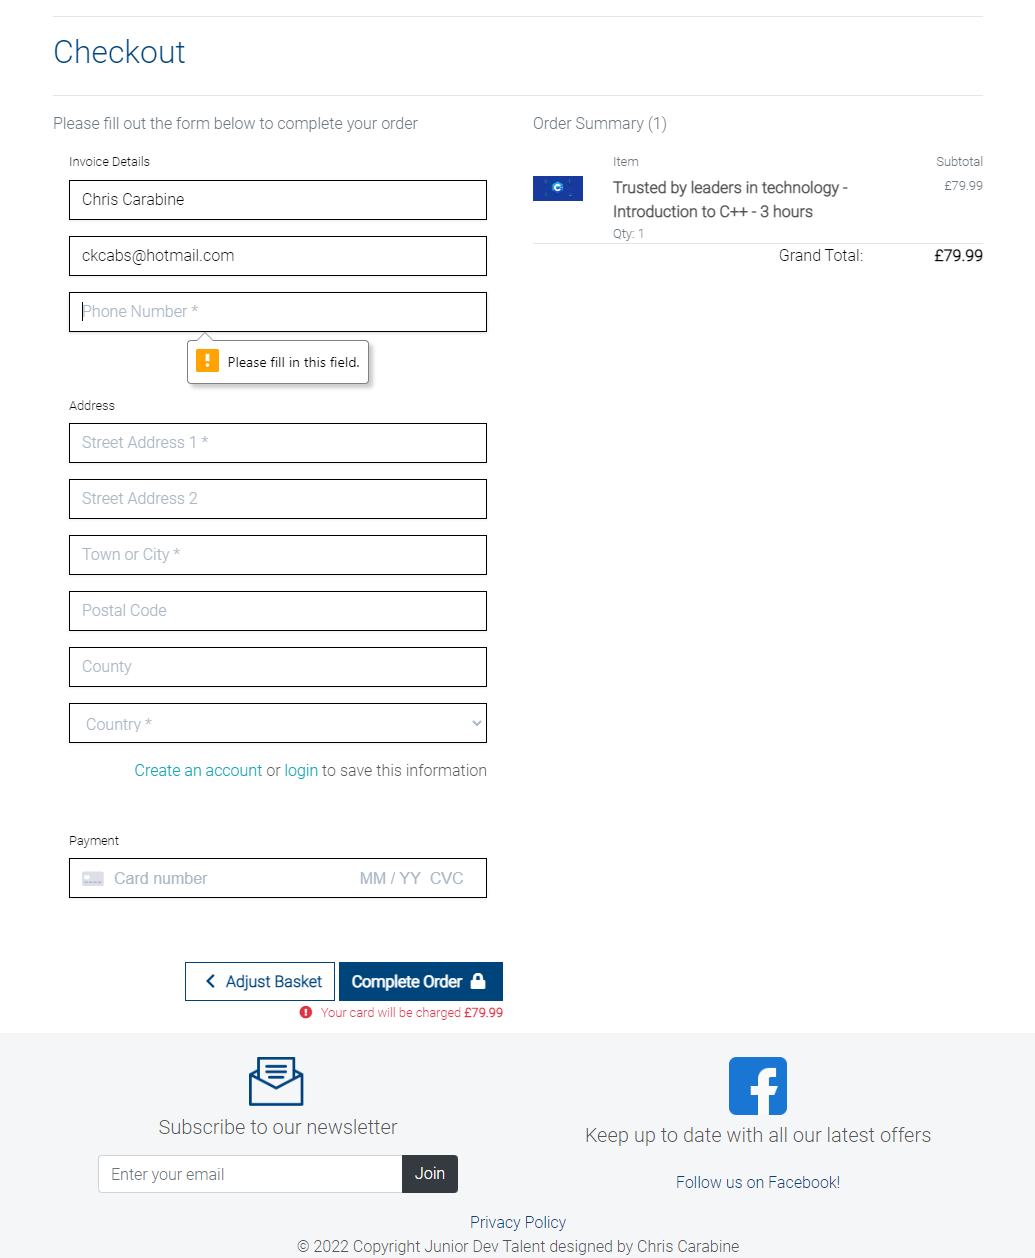 Checkout
Please fill out the form below to complete your order
Invoice Details
Chris Carabine
ckcabs@hotmail.com
Phone Number *
Please fill in this field.
Address
Street Address 1 *
Street Address 2
Town or City *
Postal Code
County
Country *
Create an account or login to save this information
Payment
Card number MM / YY CVC
Adjust Basket Complete Order
Your card will be charged £79.99
Order Summary (1)
Item Subtotal
Trusted by leaders in technology - £79.99
Introduction to C++ - 3 hours
Qty: 1
Grand Total: £79.99
Subscribe to our newsletter
Enter your email Join
Keep up to date with all our latest offers
Follow us on Facebook!
Privacy Policy
© 2022 Copyright Junior Dev Talent designed by Chris Carabine